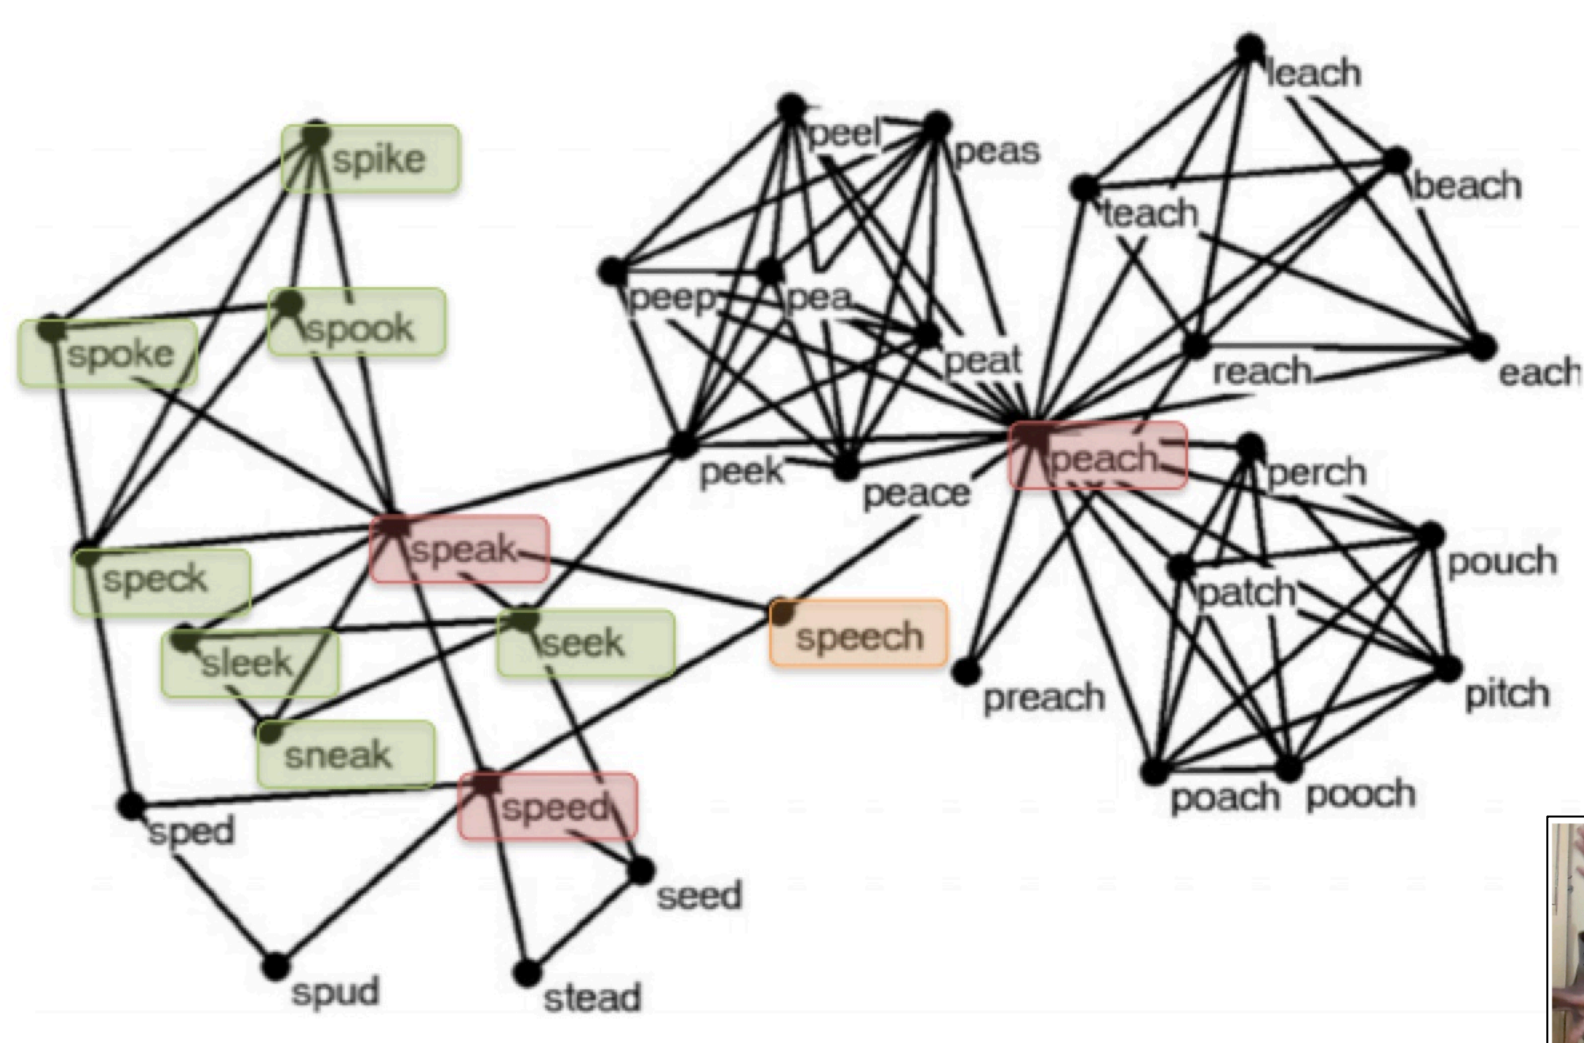 leach
peel
peas
spike
beach
teach
peep
pea
spook
spoke
peat
reach
each
peach
peek
perch
peace
speak
pouch
speck
patch
speech
seek
sleek
preach
pitch
sneak
poach
pooch
speed
sped
seed
spud
stead